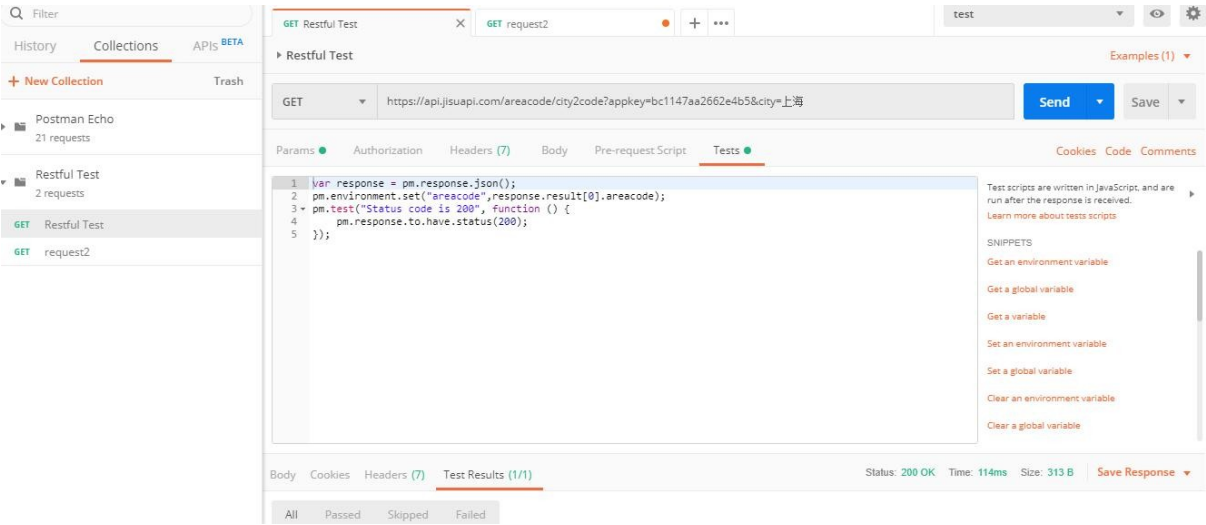 Filter
History Collections APIs BETA
+ New Collection Trash
Postman Echo
21 requests
Restful Test
2 requests
GET Restful Test
GET request2
GET Restful Test X GET request2 + •••
test
Restful Test
Examples (1)
GET https://api.jisuapi.com/areacode/city2code?appkey=bc1147aa2662e4b5&city=上海
Send Save
Params Authorization Headers (7) Body Pre-request Script Tests
Cookies Code Comments
1 var response = pm.response.json();
2 pm.environment.set("areacode",response.result[0].areacode);
3 pm.test("Status code is 200", function () {
4 pm.response.to.have.status(200);
5 });
Test scripts are written in JavaScript, and are
run after the response is received.
Learn more about tests scripts
SNIPPETS
Get an environment variable
Get a global variable
Get a variable
Set an environment variable
Set a global variable
Clear an environment variable
Clear a global variable
Body Cookies Headers (7) Test Results (1/1)
Status: 200 OK Time: 114ms Size: 313 B Save Response
All Passed Skipped Failed